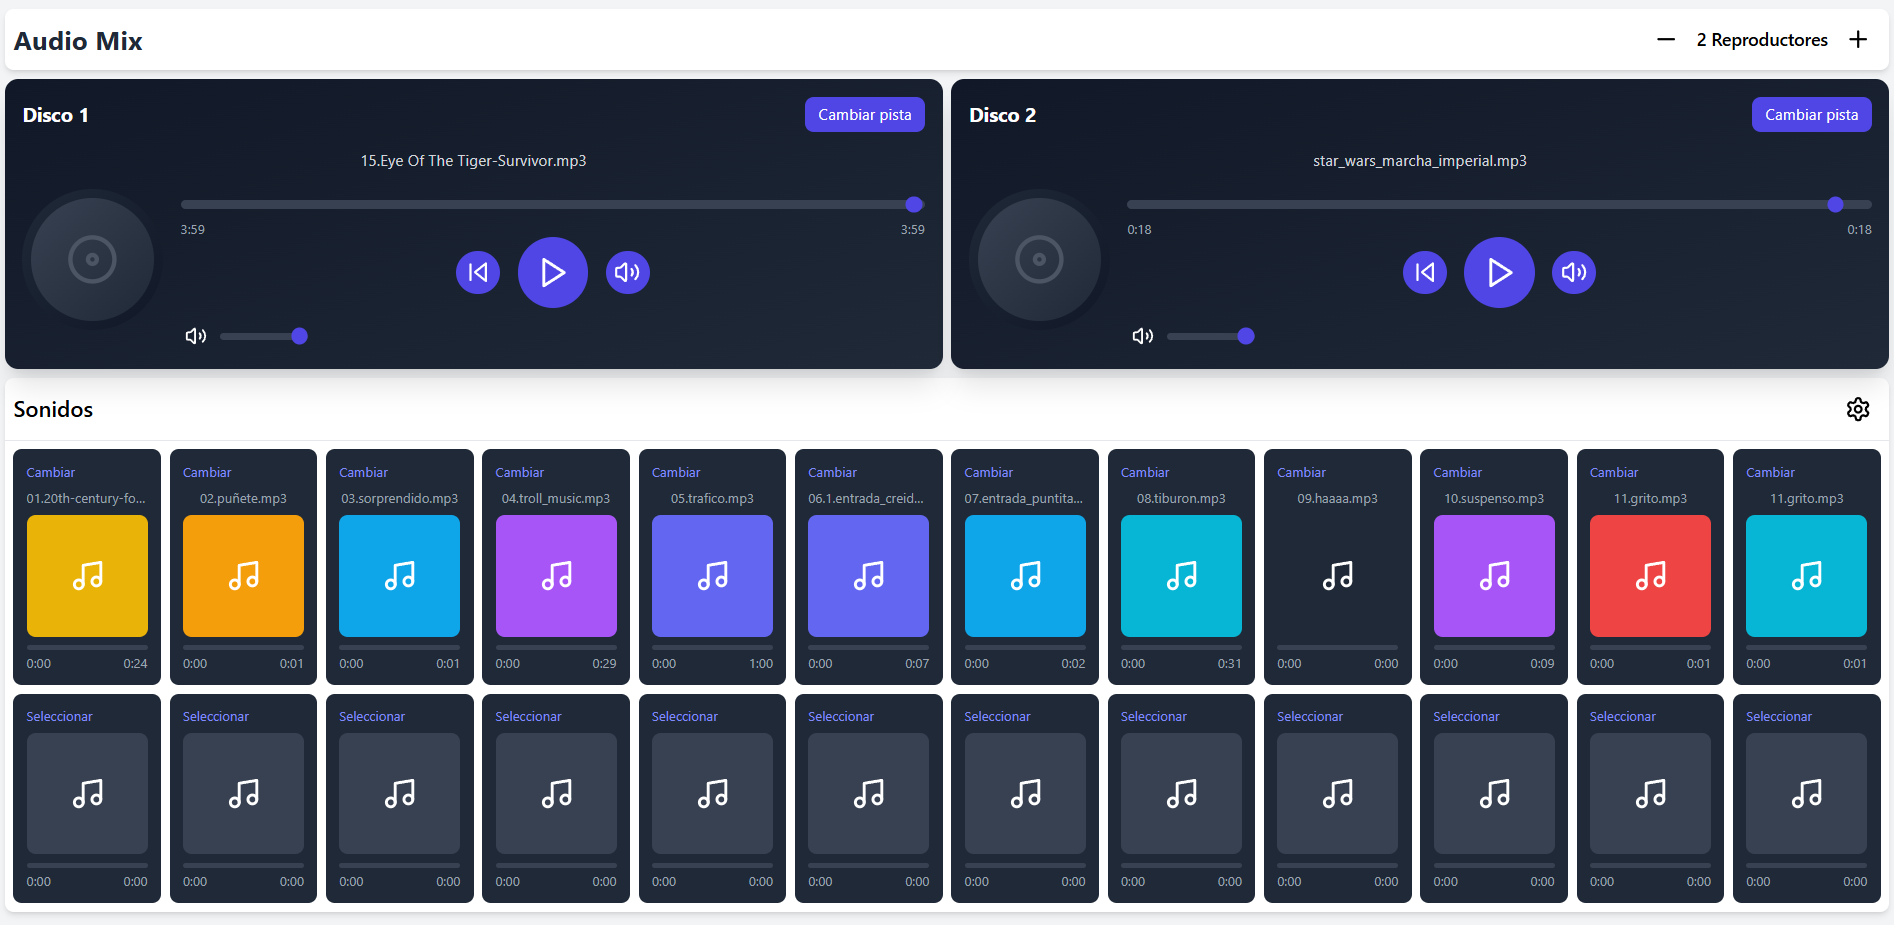 Audio Mix
2 Reproductores
Disco 1
Cambiar pista
15.Eye Of The Tiger-Survivor.mp3
3:59
3:59
Disco 2
Cambiar pista
star_wars_marcha_imperial.mp3
0:18
0:18
Sonidos
Cambiar
01.20th-century-fo...
0:00 0:24
Cambiar
02.puñete.mp3
0:00 0:01
Cambiar
03.sorprendido.mp3
0:00 0:01
Cambiar
04.troll_music.mp3
0:00 0:29
Cambiar
05.trafico.mp3
0:00 1:00
Cambiar
06.1.entrada_creid...
0:00 0:07
Cambiar
07.entrada_puntita...
0:00 0:02
Cambiar
08.tiburon.mp3
0:00 0:31
Cambiar
09.haaaa.mp3
0:00 0:00
Cambiar
10.suspenso.mp3
0:00 0:09
Cambiar
11.grito.mp3
0:00 0:01
Cambiar
11.grito.mp3
0:00 0:01
Seleccionar
0:00 0:00
Seleccionar
0:00 0:00
Seleccionar
0:00 0:00
Seleccionar
0:00 0:00
Seleccionar
0:00 0:00
Seleccionar
0:00 0:00
Seleccionar
0:00 0:00
Seleccionar
0:00 0:00
Seleccionar
0:00 0:00
Seleccionar
0:00 0:00
Seleccionar
0:00 0:00
Seleccionar
0:00 0:00